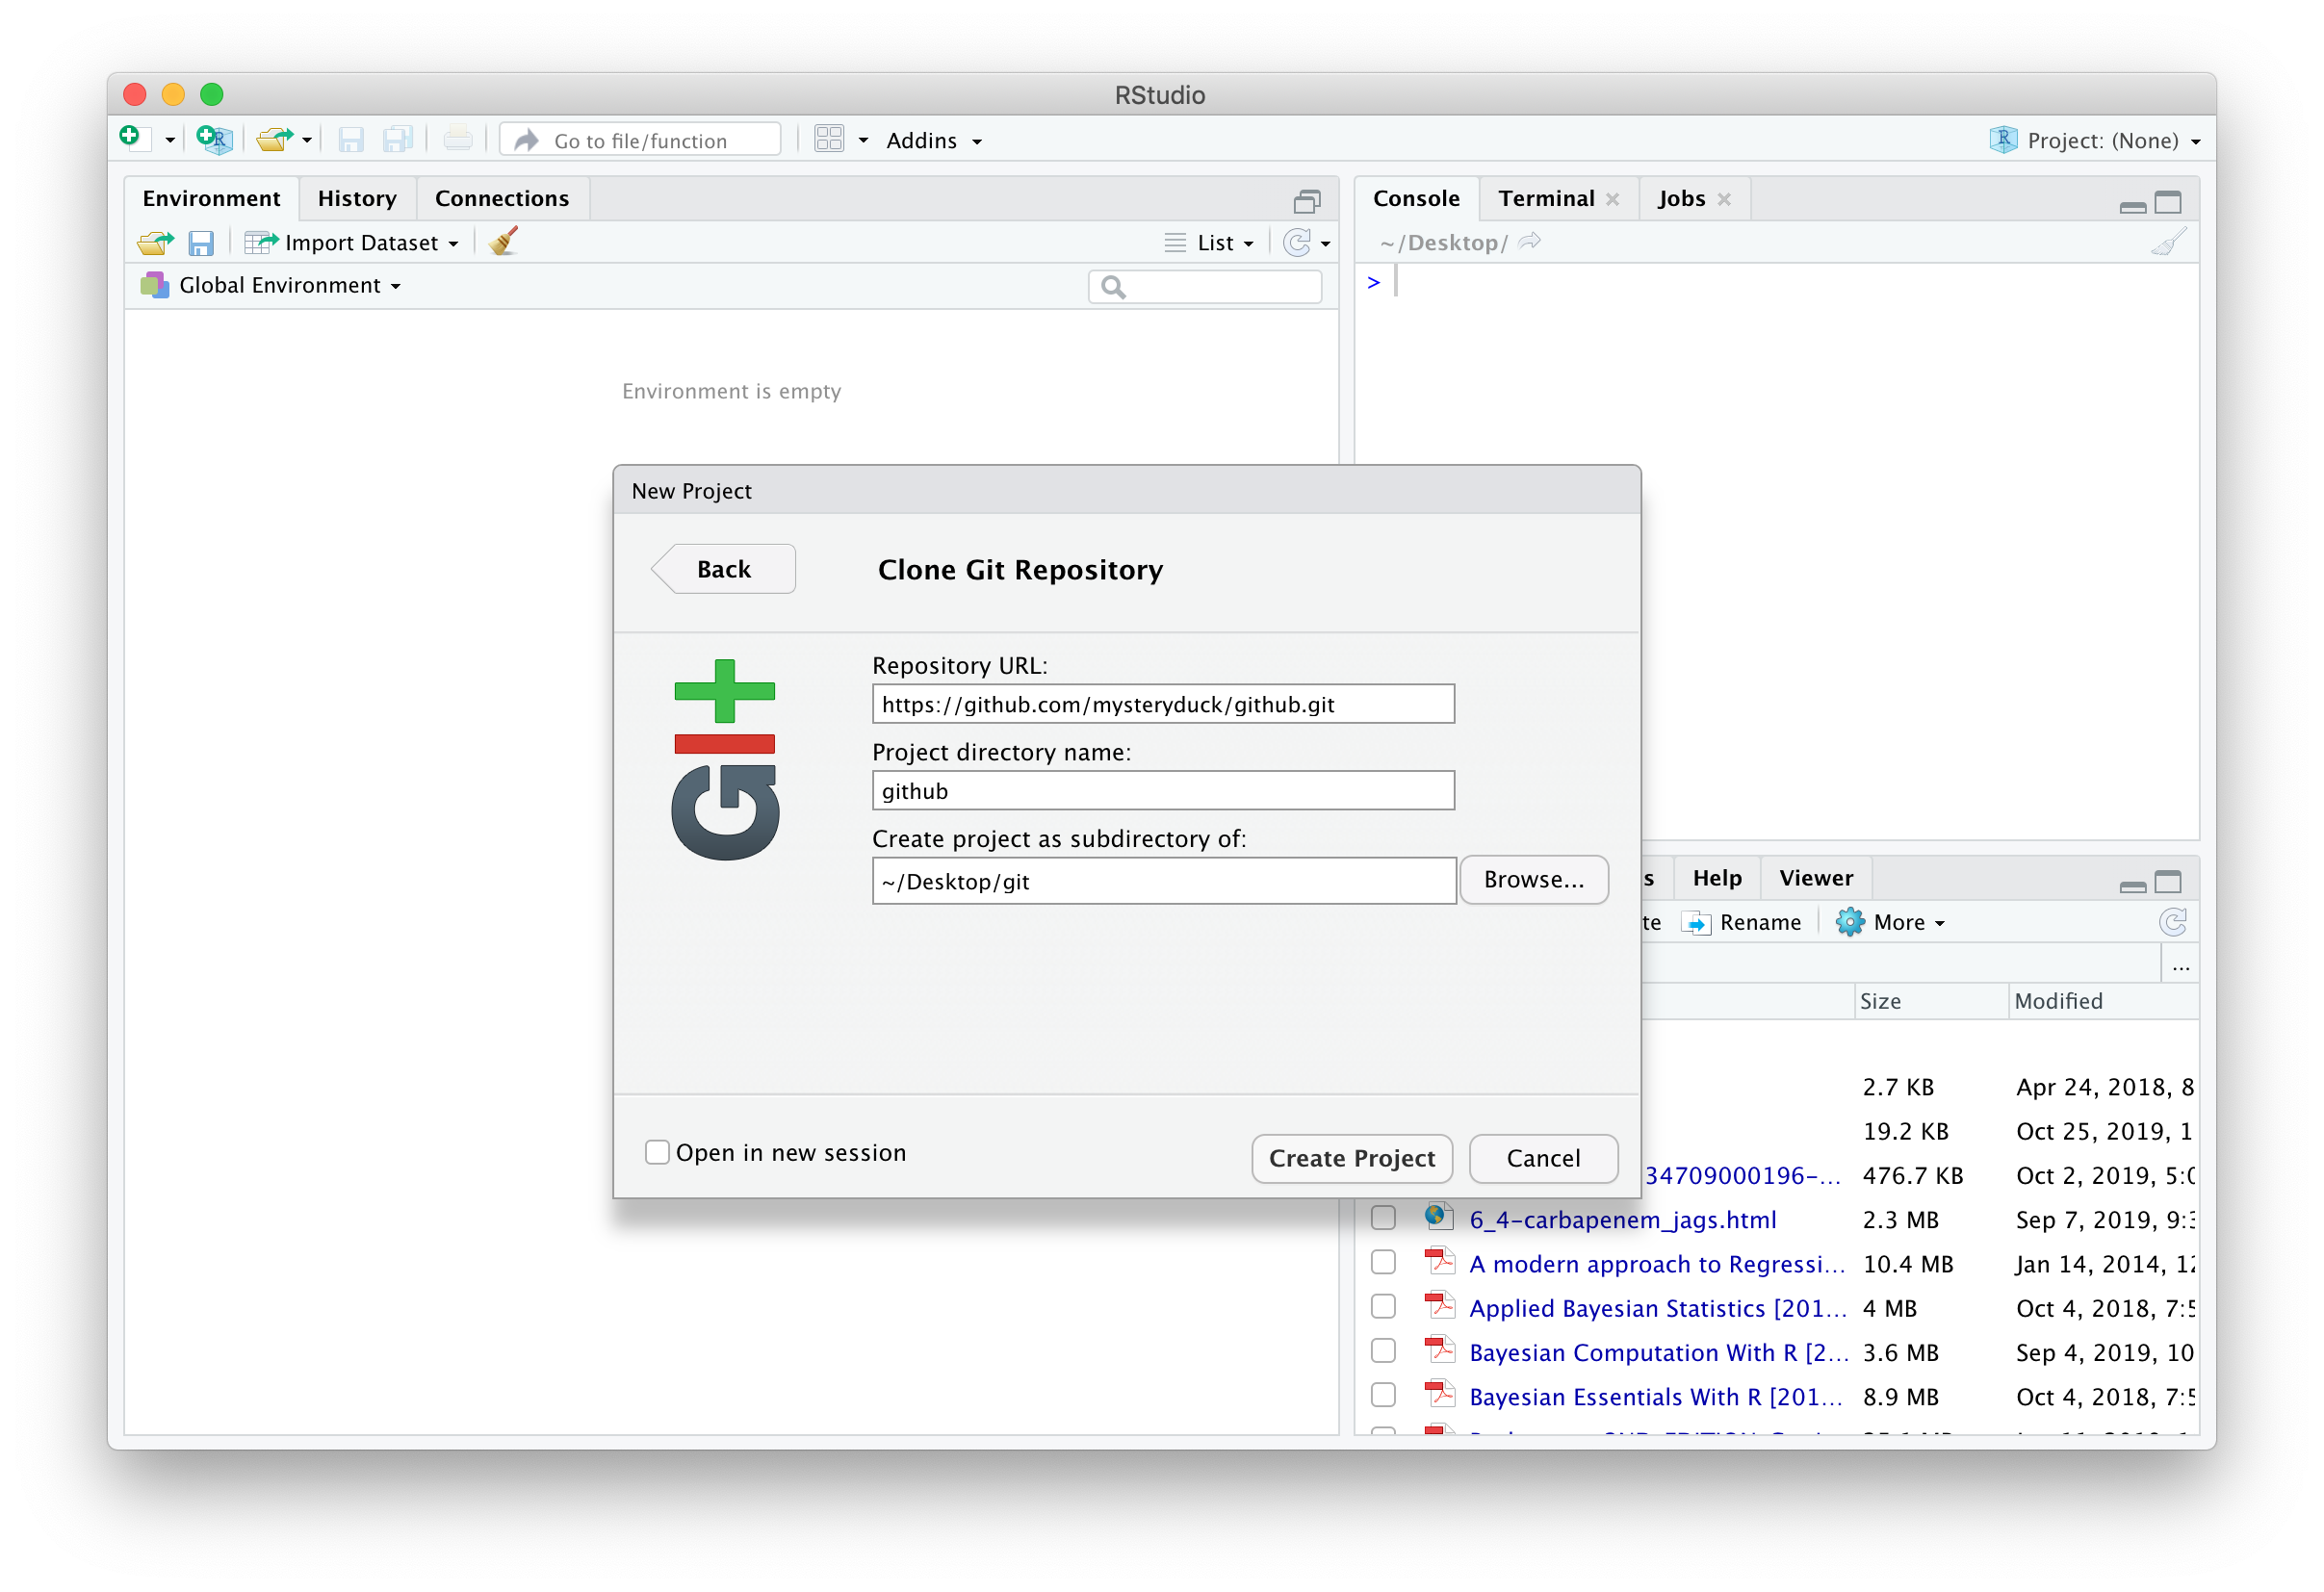 RStudio
Go to file/function
Addins
Project: (None)
Environment
History
Connections
Import Dataset
List
Global Environment
Environment is empty
Console
Terminal
Jobs
~/Desktop/
>
New Project
Back
Clone Git Repository
GIT
Repository URL:
https://github.com/mysteryduck/github.git
Project directory name:
github
Create project as subdirectory of:
~/Desktop/git
Browse...
Open in new session
Create Project
Cancel
s
Help
Viewer
te
Rename
More
...
Size
Modified
2.7 KB Apr 24, 2018, 8
19.2 KB Oct 25, 2019, 1
34709000196-... 476.7 KB Oct 2, 2019, 5:0
6_4-carbapenem_jags.html 2.3 MB Sep 7, 2019, 9:3
A modern approach to Regressi... 10.4 MB Jan 14, 2014, 12
Applied Bayesian Statistics [201... 4 MB Oct 4, 2018, 7:5
Bayesian Computation With R [2... 3.6 MB Sep 4, 2019, 10
Bayesian Essentials With R [201... 8.9 MB Oct 4, 2018, 7:5